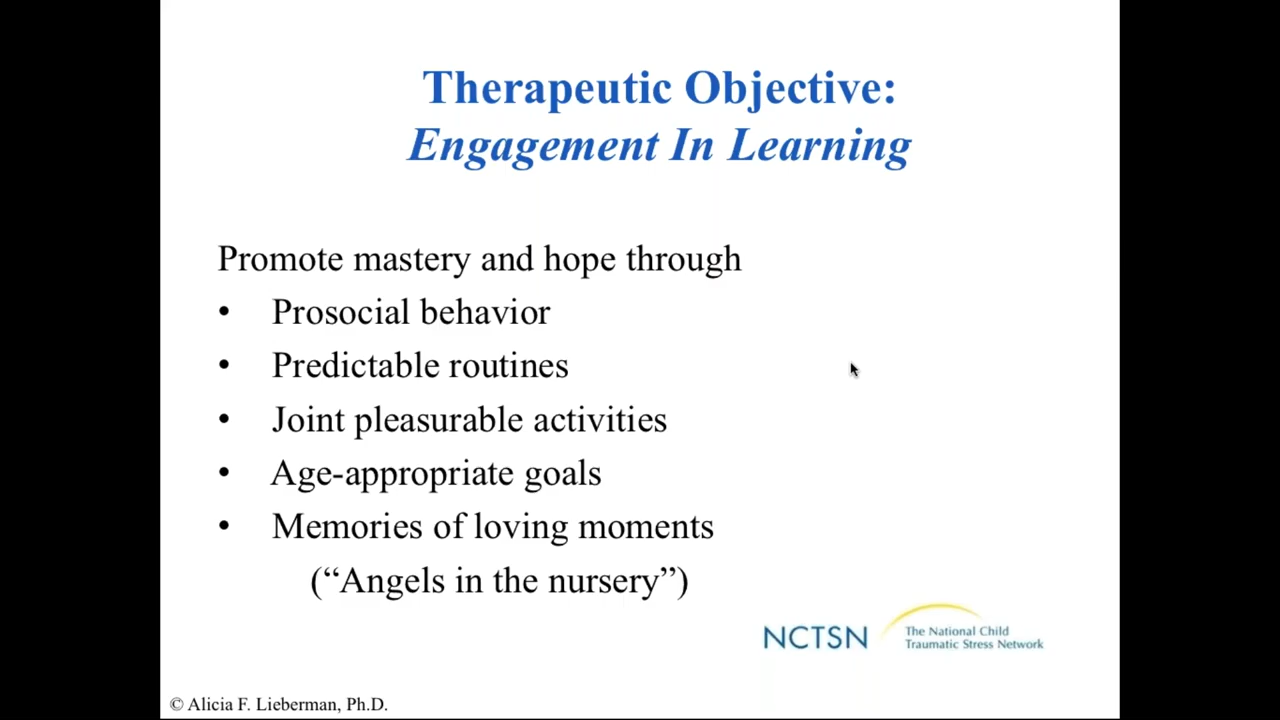 Therapeutic Objective:
Engagement In Learning
Promote mastery and hope through
• Prosocial behavior
• Predictable routines
• Joint pleasurable activities
• Age-appropriate goals
• Memories of loving moments
(“Angels in the nursery”)
NCTSN
The National Child
Traumatic Stress Network
© Alicia F. Lieberman, Ph.D.